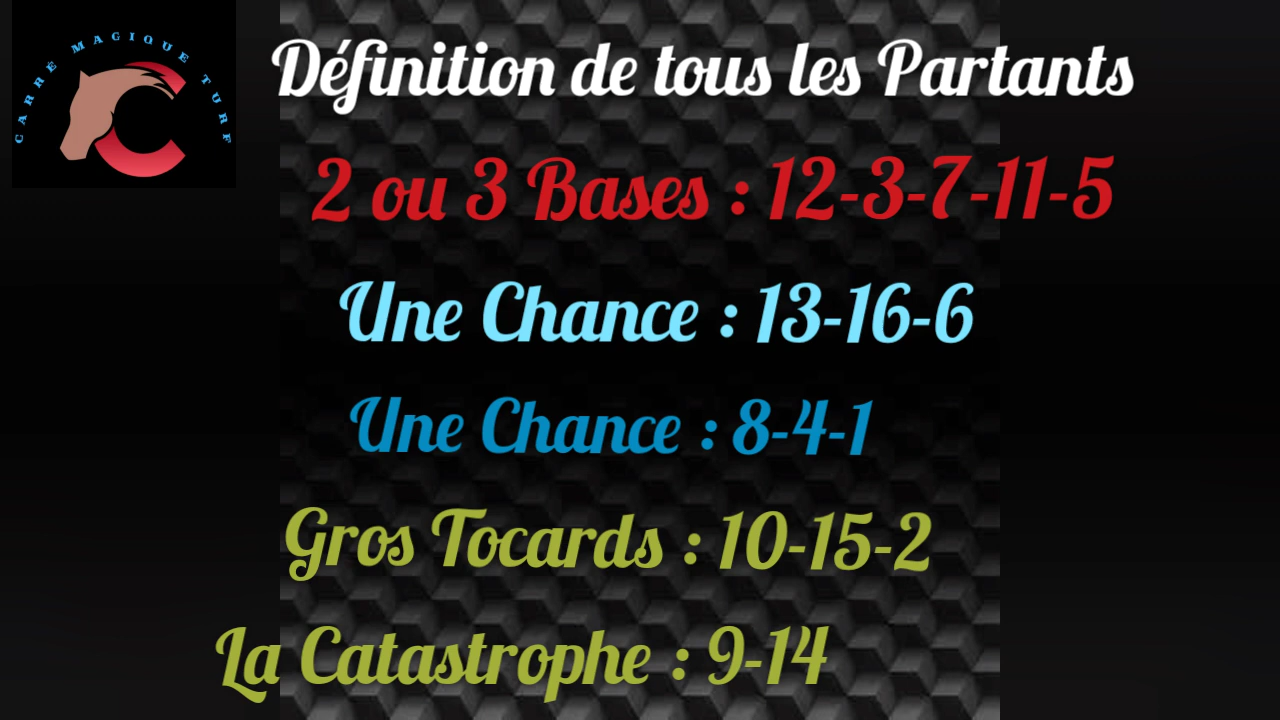 CARRÉ MAGIQUE TURF
Définition de tous les Partants
2 ou 3 Bases : 12-3-7-11-5
Une Chance : 13-16-6
Une Chance : 8-4-1
Gros Tocards : 10-15-2
La Catastrophe : 9-14